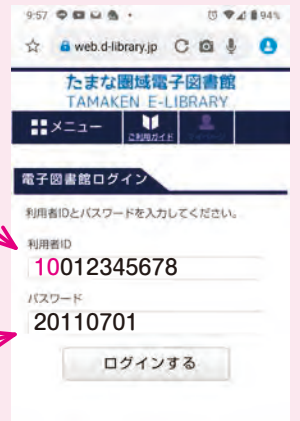 9:57
94%
web.d-library.jp
たまな圏域電子図書館
TAMAKEN E-LIBRARY
メニュー
ご利用ガイド
電子図書館ログイン
利用者IDとパスワードを入力してください。
利用者ID
10012345678
パスワード
20110701
ログインする